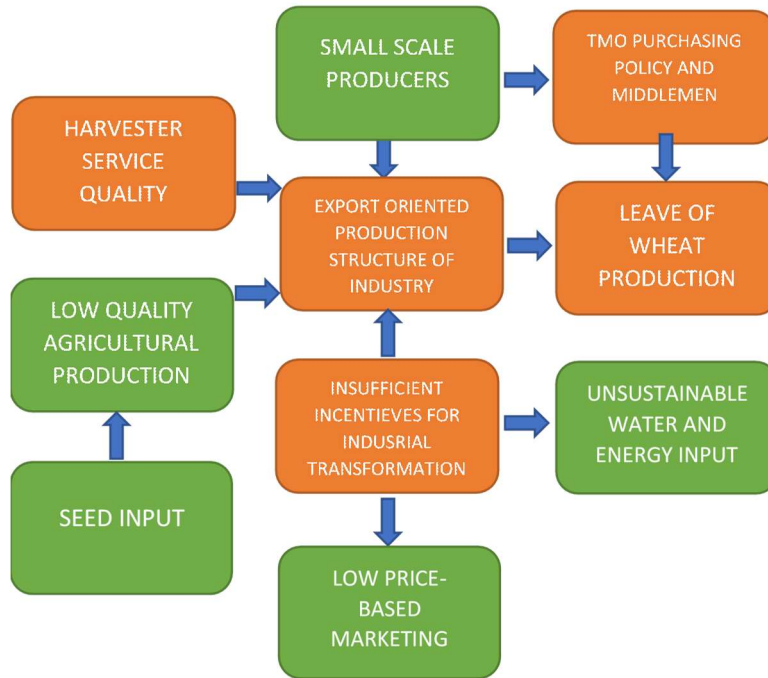 SMALL SCALE
PRODUCERS
TMO PURCHASING
POLICY AND
MIDDLEMEN
HARVESTER
SERVICE
QUALITY
EXPORT ORIENTED
PRODUCTION
STRUCTURE OF
INDUSTRY
LEAVE OF
WHEAT
PRODUCTION
LOW QUALITY
AGRICULTURAL
PRODUCTION
INSUFFICIENT
INCENTIEVES FOR
INDUSRIAL
TRANSFORMATION
UNSUSTAINABLE
WATER AND
ENERGY INPUT
SEED INPUT
LOW PRICE-
BASED
MARKETING